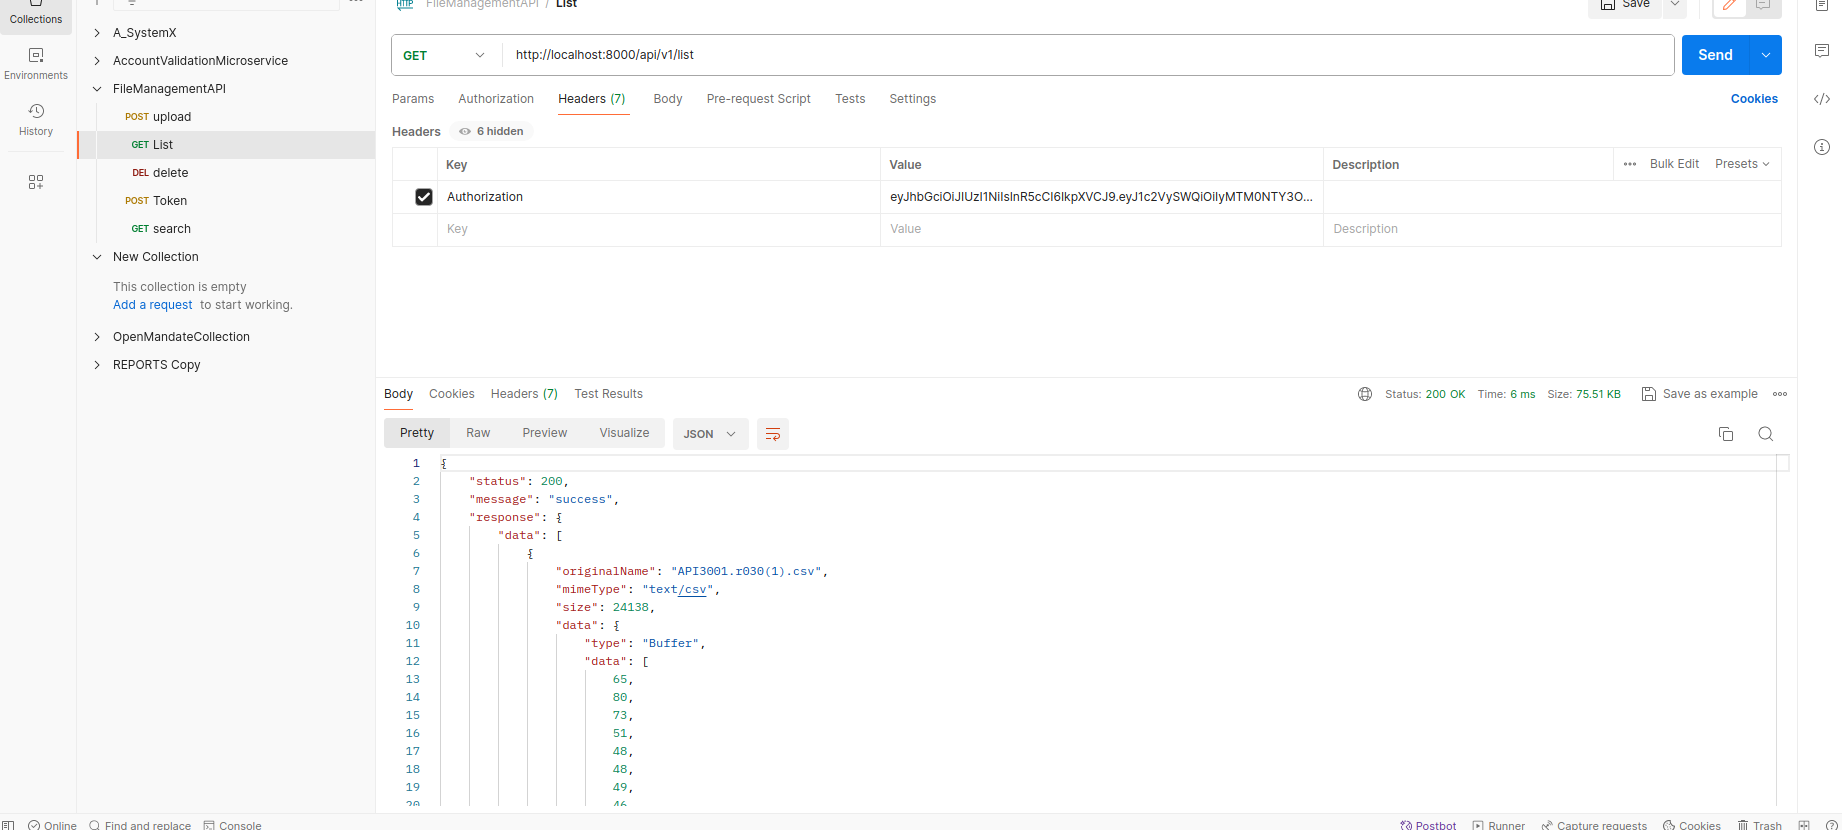 FileManagementAPI / List
Save
Collections
Environments
History
A_SystemX
AccountValidationMicroservice
FileManagementAPI
POST upload
GET List
DEL delete
POST Token
GET search
New Collection
This collection is empty
Add a request to start working.
OpenMandateCollection
REPORTS Copy
GET http://localhost:8000/api/v1/list Send
Params Authorization Headers (7) Body Pre-request Script Tests Settings Cookies
Headers 6 hidden
Key Value Description Bulk Edit Presets
Authorization
Key Value Description
Body Cookies Headers (7) Test Results Status: 200 OK Time: 6 ms Size: 75.51 KB Save as example
Pretty Raw Preview Visualize JSON
1 {
2 "status": 200,
3 "message": "success",
4 "response": {
5 "data": [
6 {
7 "originalName": "API3001.r030(1).csv",
8 "mimeType": "text/csv",
9 "size": 24138,
10 "data": {
11 "type": "Buffer",
12 "data": [
13 65,
14 80,
15 73,
16 51,
17 48,
18 48,
19 49,
20 46,
Online Find and replace Console Postbot Runner Capture requests Cookies Trash